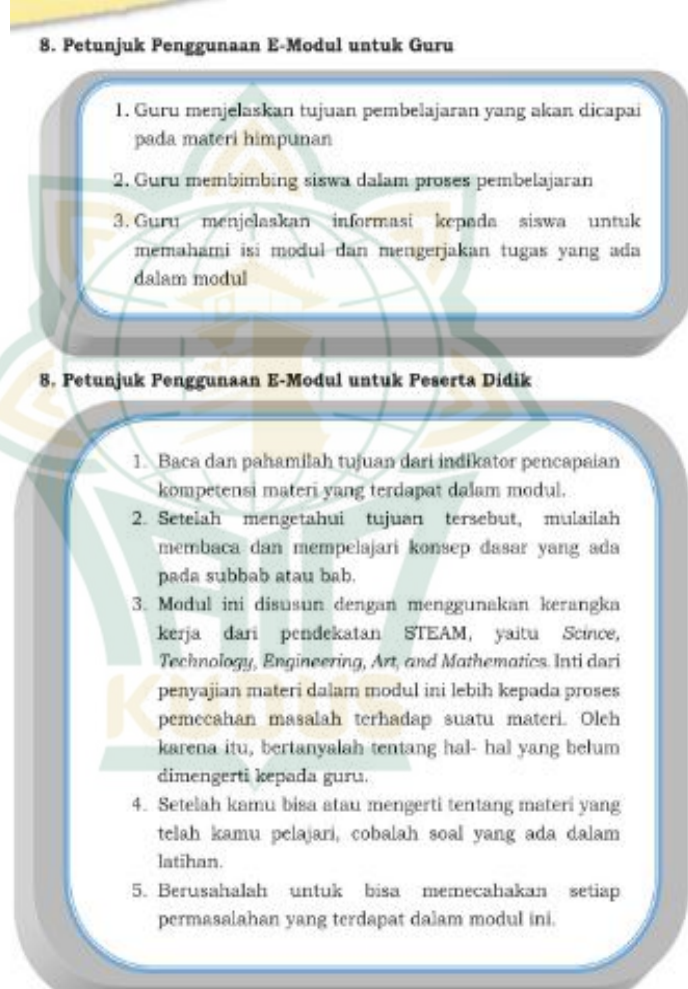 8. Petunjuk Penggunaan E-Modul untuk Guru
1. Guru menjelaskan tujuan pembelajaran yang akan dicapai
pada materi himpunan
2. Guru membimbing siswa dalam proses pembelajaran
3. Guru menjelaskan informasi kepada siswa untuk
memahami isi modul dan mengerjakan tugas yang ada
dalam modul
8. Petunjuk Penggunaan E-Modul untuk Peserta Didik
1. Baca dan pahamilah tujuan dari indikator pencapaian
kompetensi materi yang terdapat dalam modul.
2. Setelah mengetahui tujuan tersebut, mulailah
membaca dan mempelajari konsep dasar yang ada
pada subbab atau bab.
3. Modul ini disusun dengan menggunakan kerangka
kerja dari pendekatan STEAM, yaitu Scince,
Technology, Engineering, Art, and Mathematics. Inti dari
penyajian materi dalam modul ini lebih kepada proses
pemecahan masalah terhadap suatu materi. Oleh
karena itu, bertanyalah tentang hal- hal yang belum
dimengerti kepada guru.
4. Setelah kamu bisa atau mengerti tentang materi yang
telah kamu pelajari, cobalah soal yang ada dalam
latihan.
5. Berusahalah untuk bisa memecahakan setiap
permasalahan yang terdapat dalam modul ini.
KUDUS